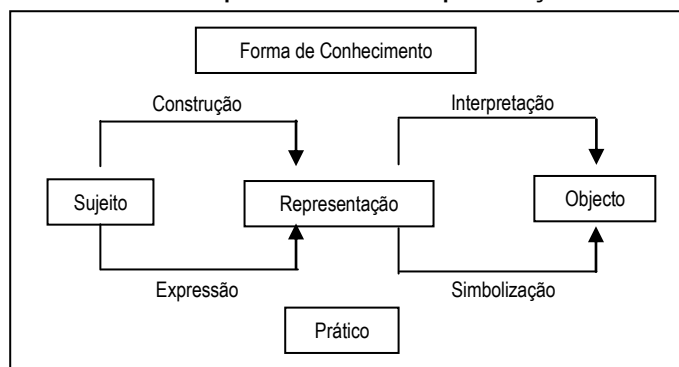 Forma de Conhecimento
Construção
Interpretação
Sujeito
Representação
Objecto
Expressão
Simbolização
Prático